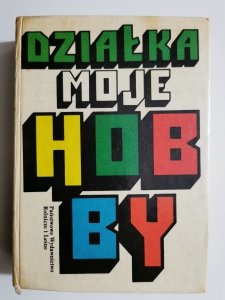 DZIAŁKA
MOJE
HOB
BY
Państwowe Wydawnictwo
Rolnicze i Leśne